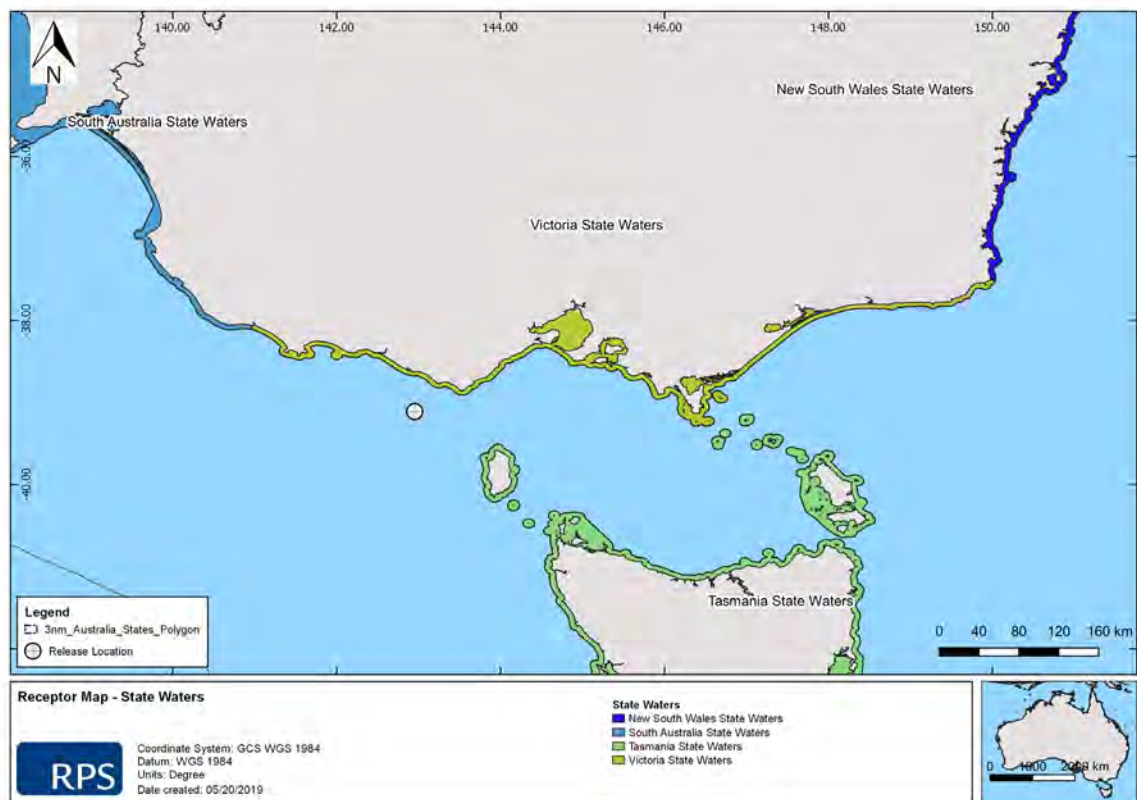 140.00 142.00 144.00 146.00 148.00 150.00
N
New South Wales State Waters
South Australia State Waters
-36.00
Victoria State Waters
-38.00
-40.00
Tasmania State Waters
Legend
3nm_Australia_States_Polygon
Release Location
0 40 80 120 160 km
Receptor Map - State Waters
RPS
Coordinate System: GCS WGS 1984
Datum: WGS 1984
Units: Degree
Date created: 05/20/2019
State Waters
New South Wales State Waters
South Australia State Waters
Tasmania State Waters
Victoria State Waters
0 1000 2000 km